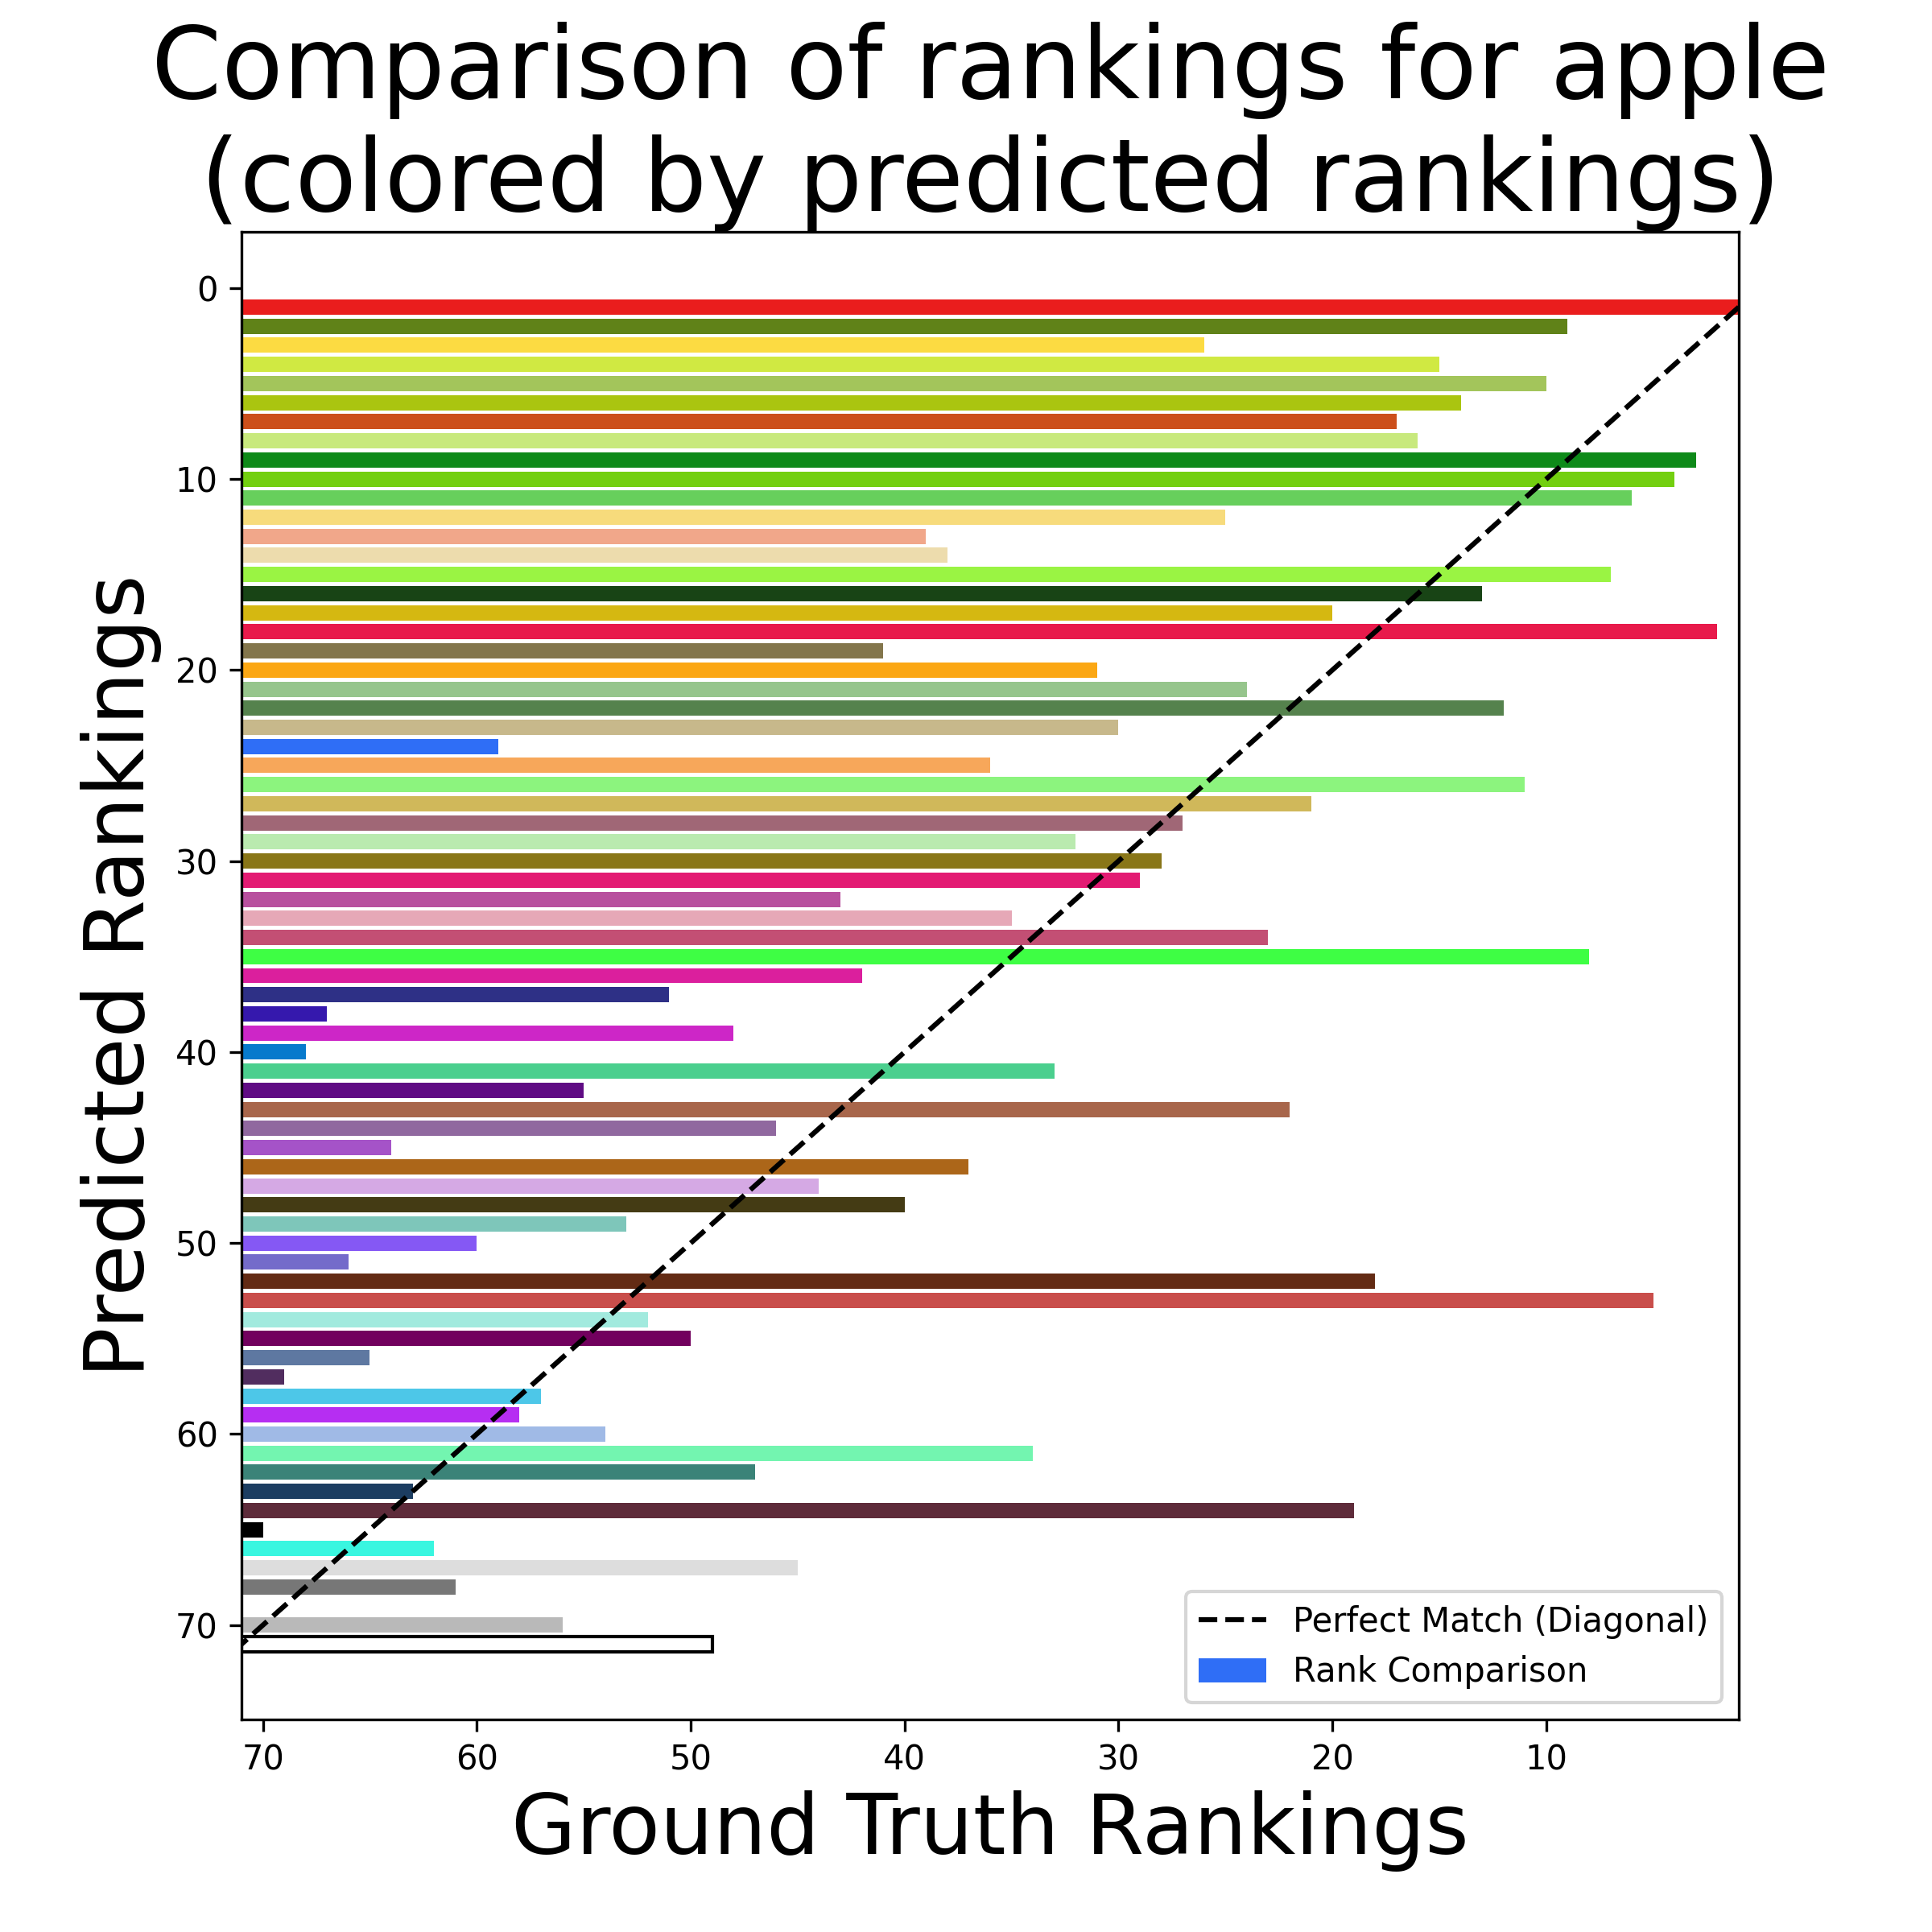 Comparison of rankings for apple
(colored by predicted rankings)
Predicted Rankings
0
10
20
30
40
50
60
70
Perfect Match (Diagonal)
Rank Comparison
70 60 50 40 30 20 10
Ground Truth Rankings